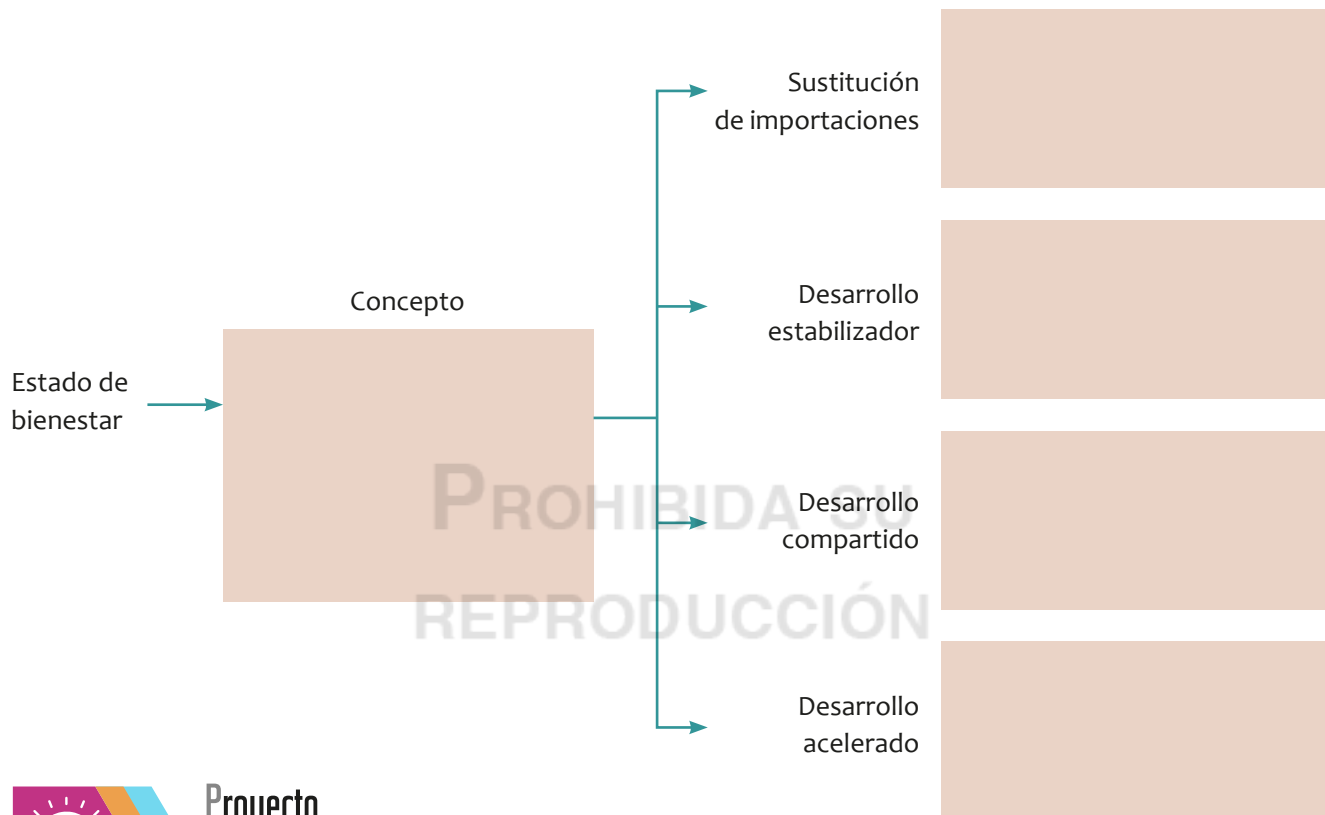 Estado de
bienestar
Concepto
Sustitución
de importaciones
Desarrollo
estabilizador
Desarrollo
compartido
Desarrollo
acelerado
PROHIBIDA SU
REPRODUCCIÓN
Proyecto